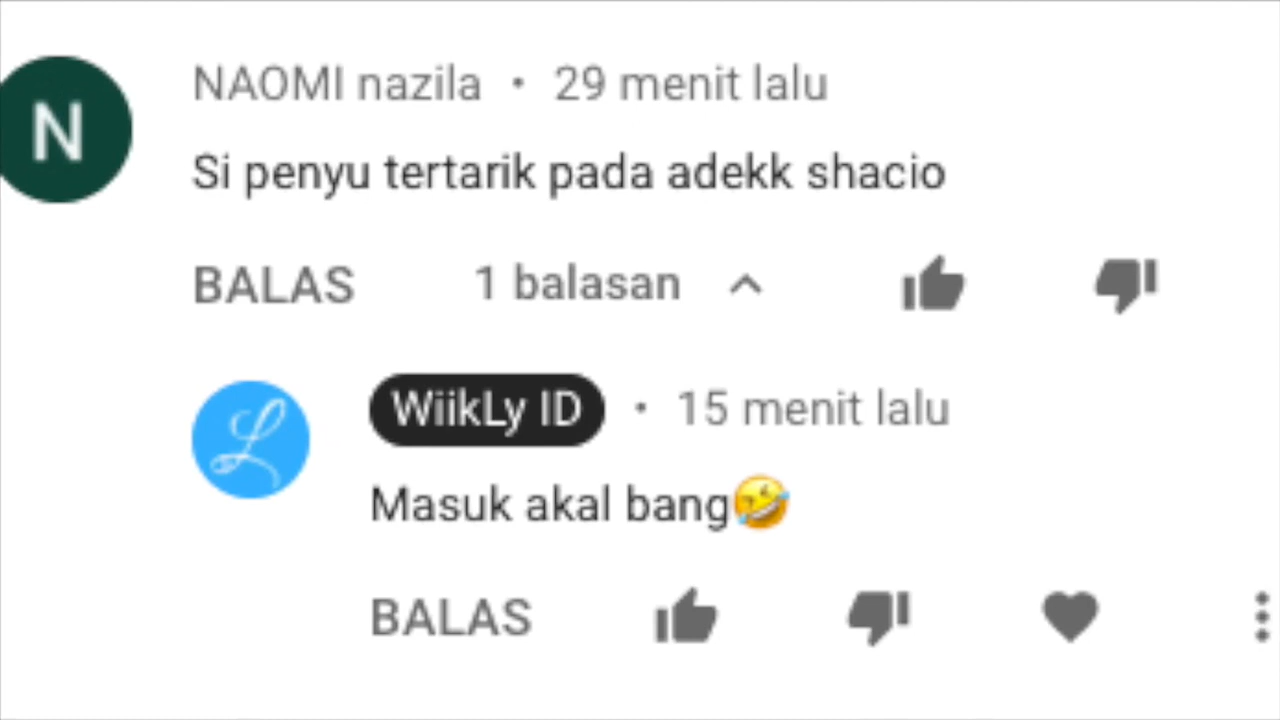 N
NAOMI nazila • 29 menit lalu
Si penyu tertarik pada adekk shacio
BALAS 1 balasan
L
WiikLy ID • 15 menit lalu
Masuk akal bang🤣
BALAS